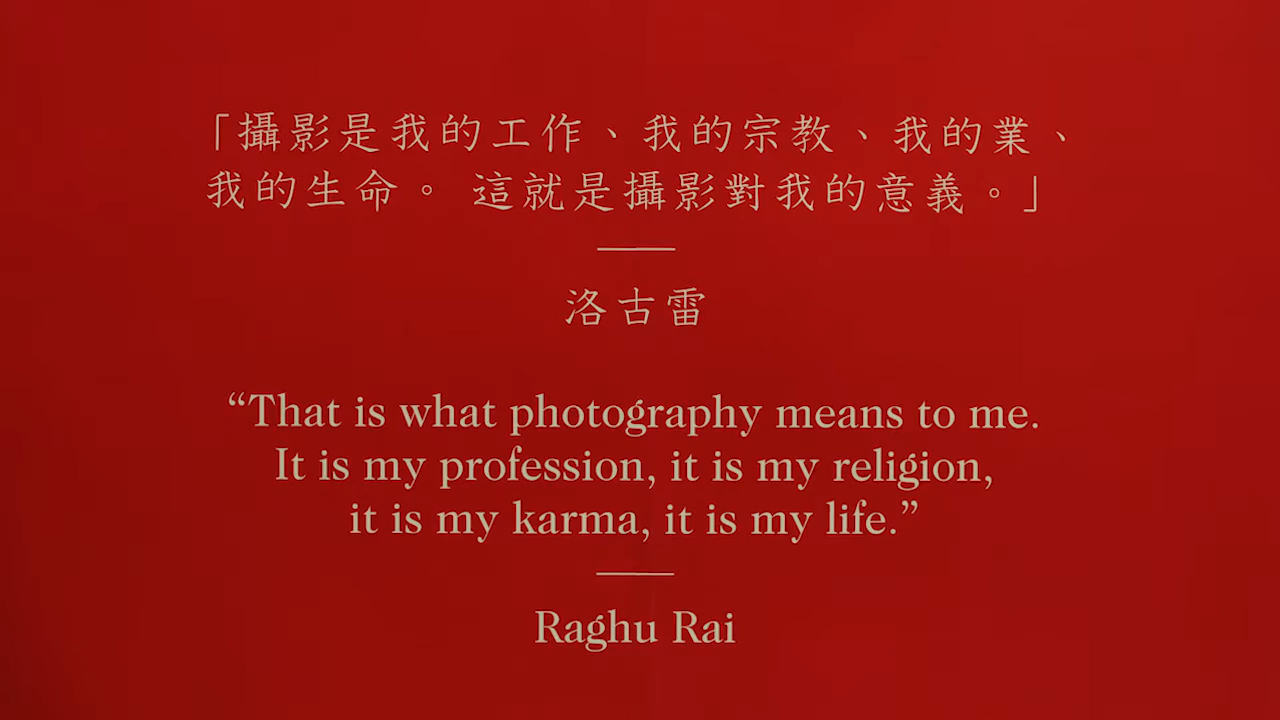 「攝影是我的工作、我的宗教、我的業、
我的生命。 這就是攝影對我的意義。」
洛古雷
“That is what photography means to me.
It is my profession, it is my religion,
it is my karma, it is my life.”
Raghu Rai